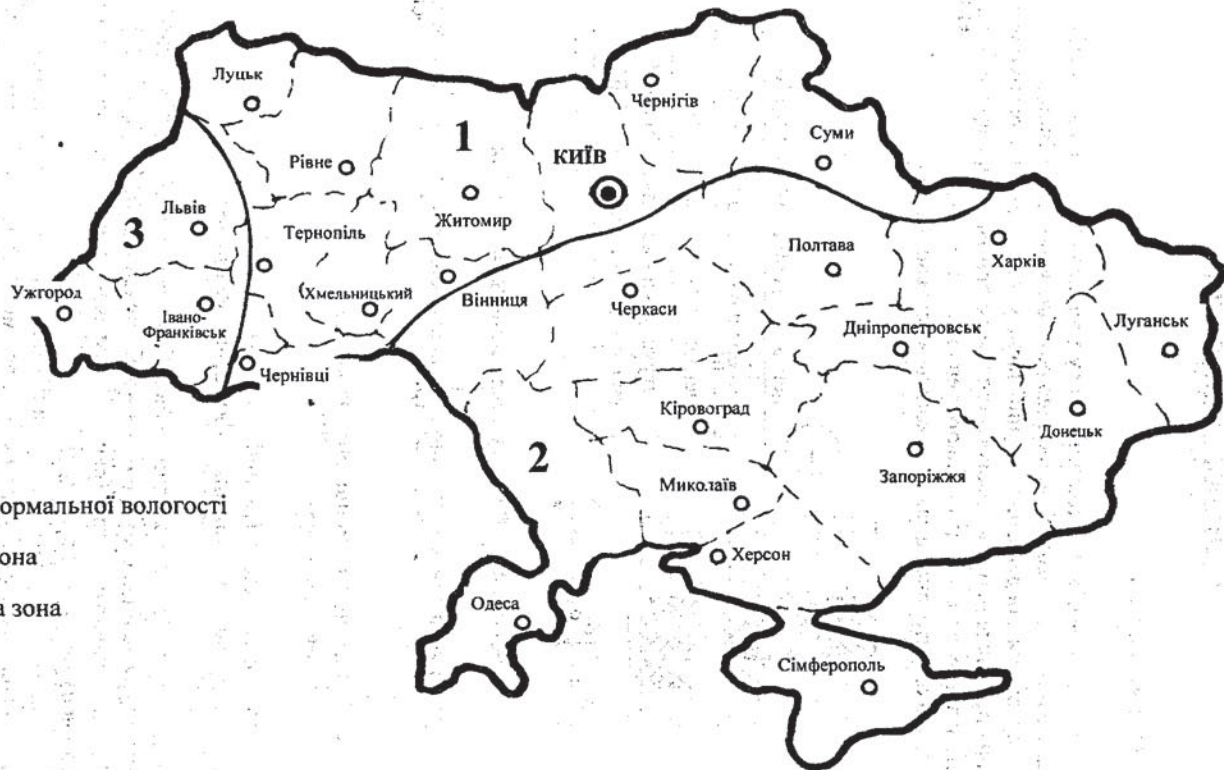 Луцьк
Чернігів
Суми
1
Рівне
КИЇВ
Житомир
Львів
3
Тернопіль
Полтава
Харків
Ужгород
Івано-
Франківськ
Хмельницький
Вінниця
Черкаси
Дніпропетровськ
Луганськ
Чернівці
Кіровоград
Донецьк
2
Запоріжжя
Миколаїв
ормальної вологості
Херсон
она
а зона
Одеса
Сімферополь